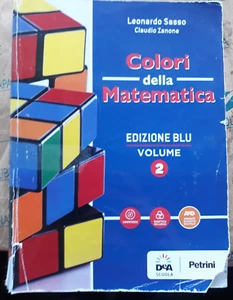 Leonardo Sasso
Claudio Zanone
Colori
della
Matematica
EDIZIONE BLU
VOLUME
2
DeA
SCUOLA
Petrini